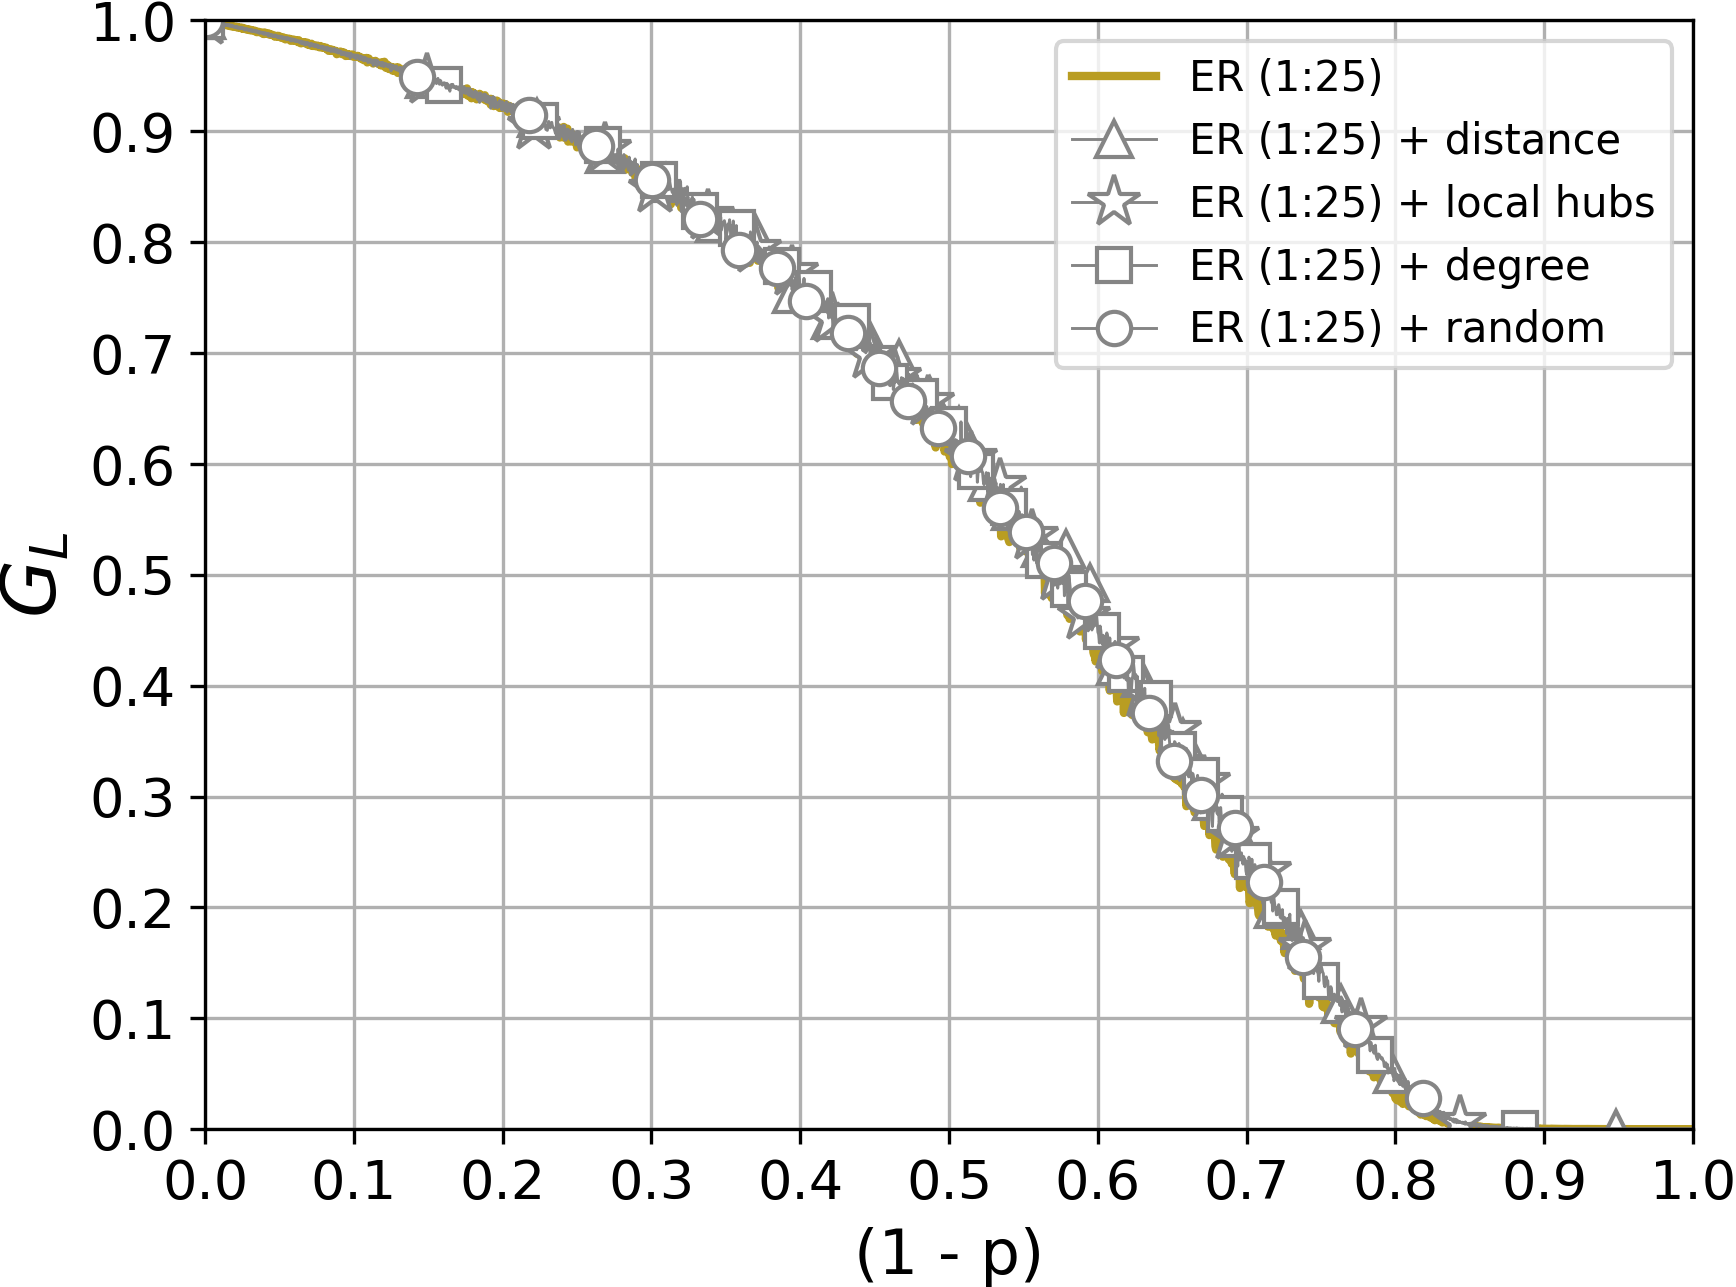 1.0
0.9
0.8
0.7
0.6
0.5
0.4
0.3
0.2
0.1
0.0
G_L
ER (1:25)
ER (1:25) + distance
ER (1:25) + local hubs
ER (1:25) + degree
ER (1:25) + random
0.0 0.1 0.2 0.3 0.4 0.5 0.6 0.7 0.8 0.9 1.0
(1 - p)